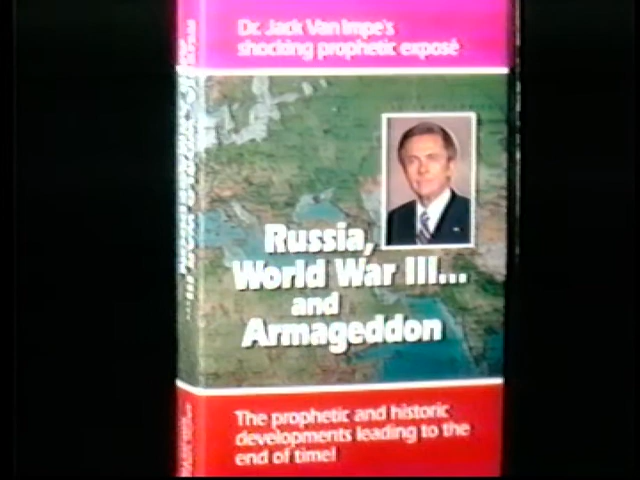 Dr. Jack Van Impe's
shocking prophetic exposé
Russia,
World War III...
and
Armageddon
The prophetic and historic
developments leading to the
end of time!